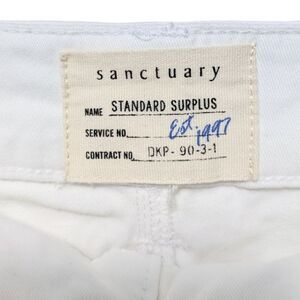 sanctuary
NAME STANDARD SURPLUS
SERVICE NO. Est. 1997
CONTRACT NO. DKP-90-3-1